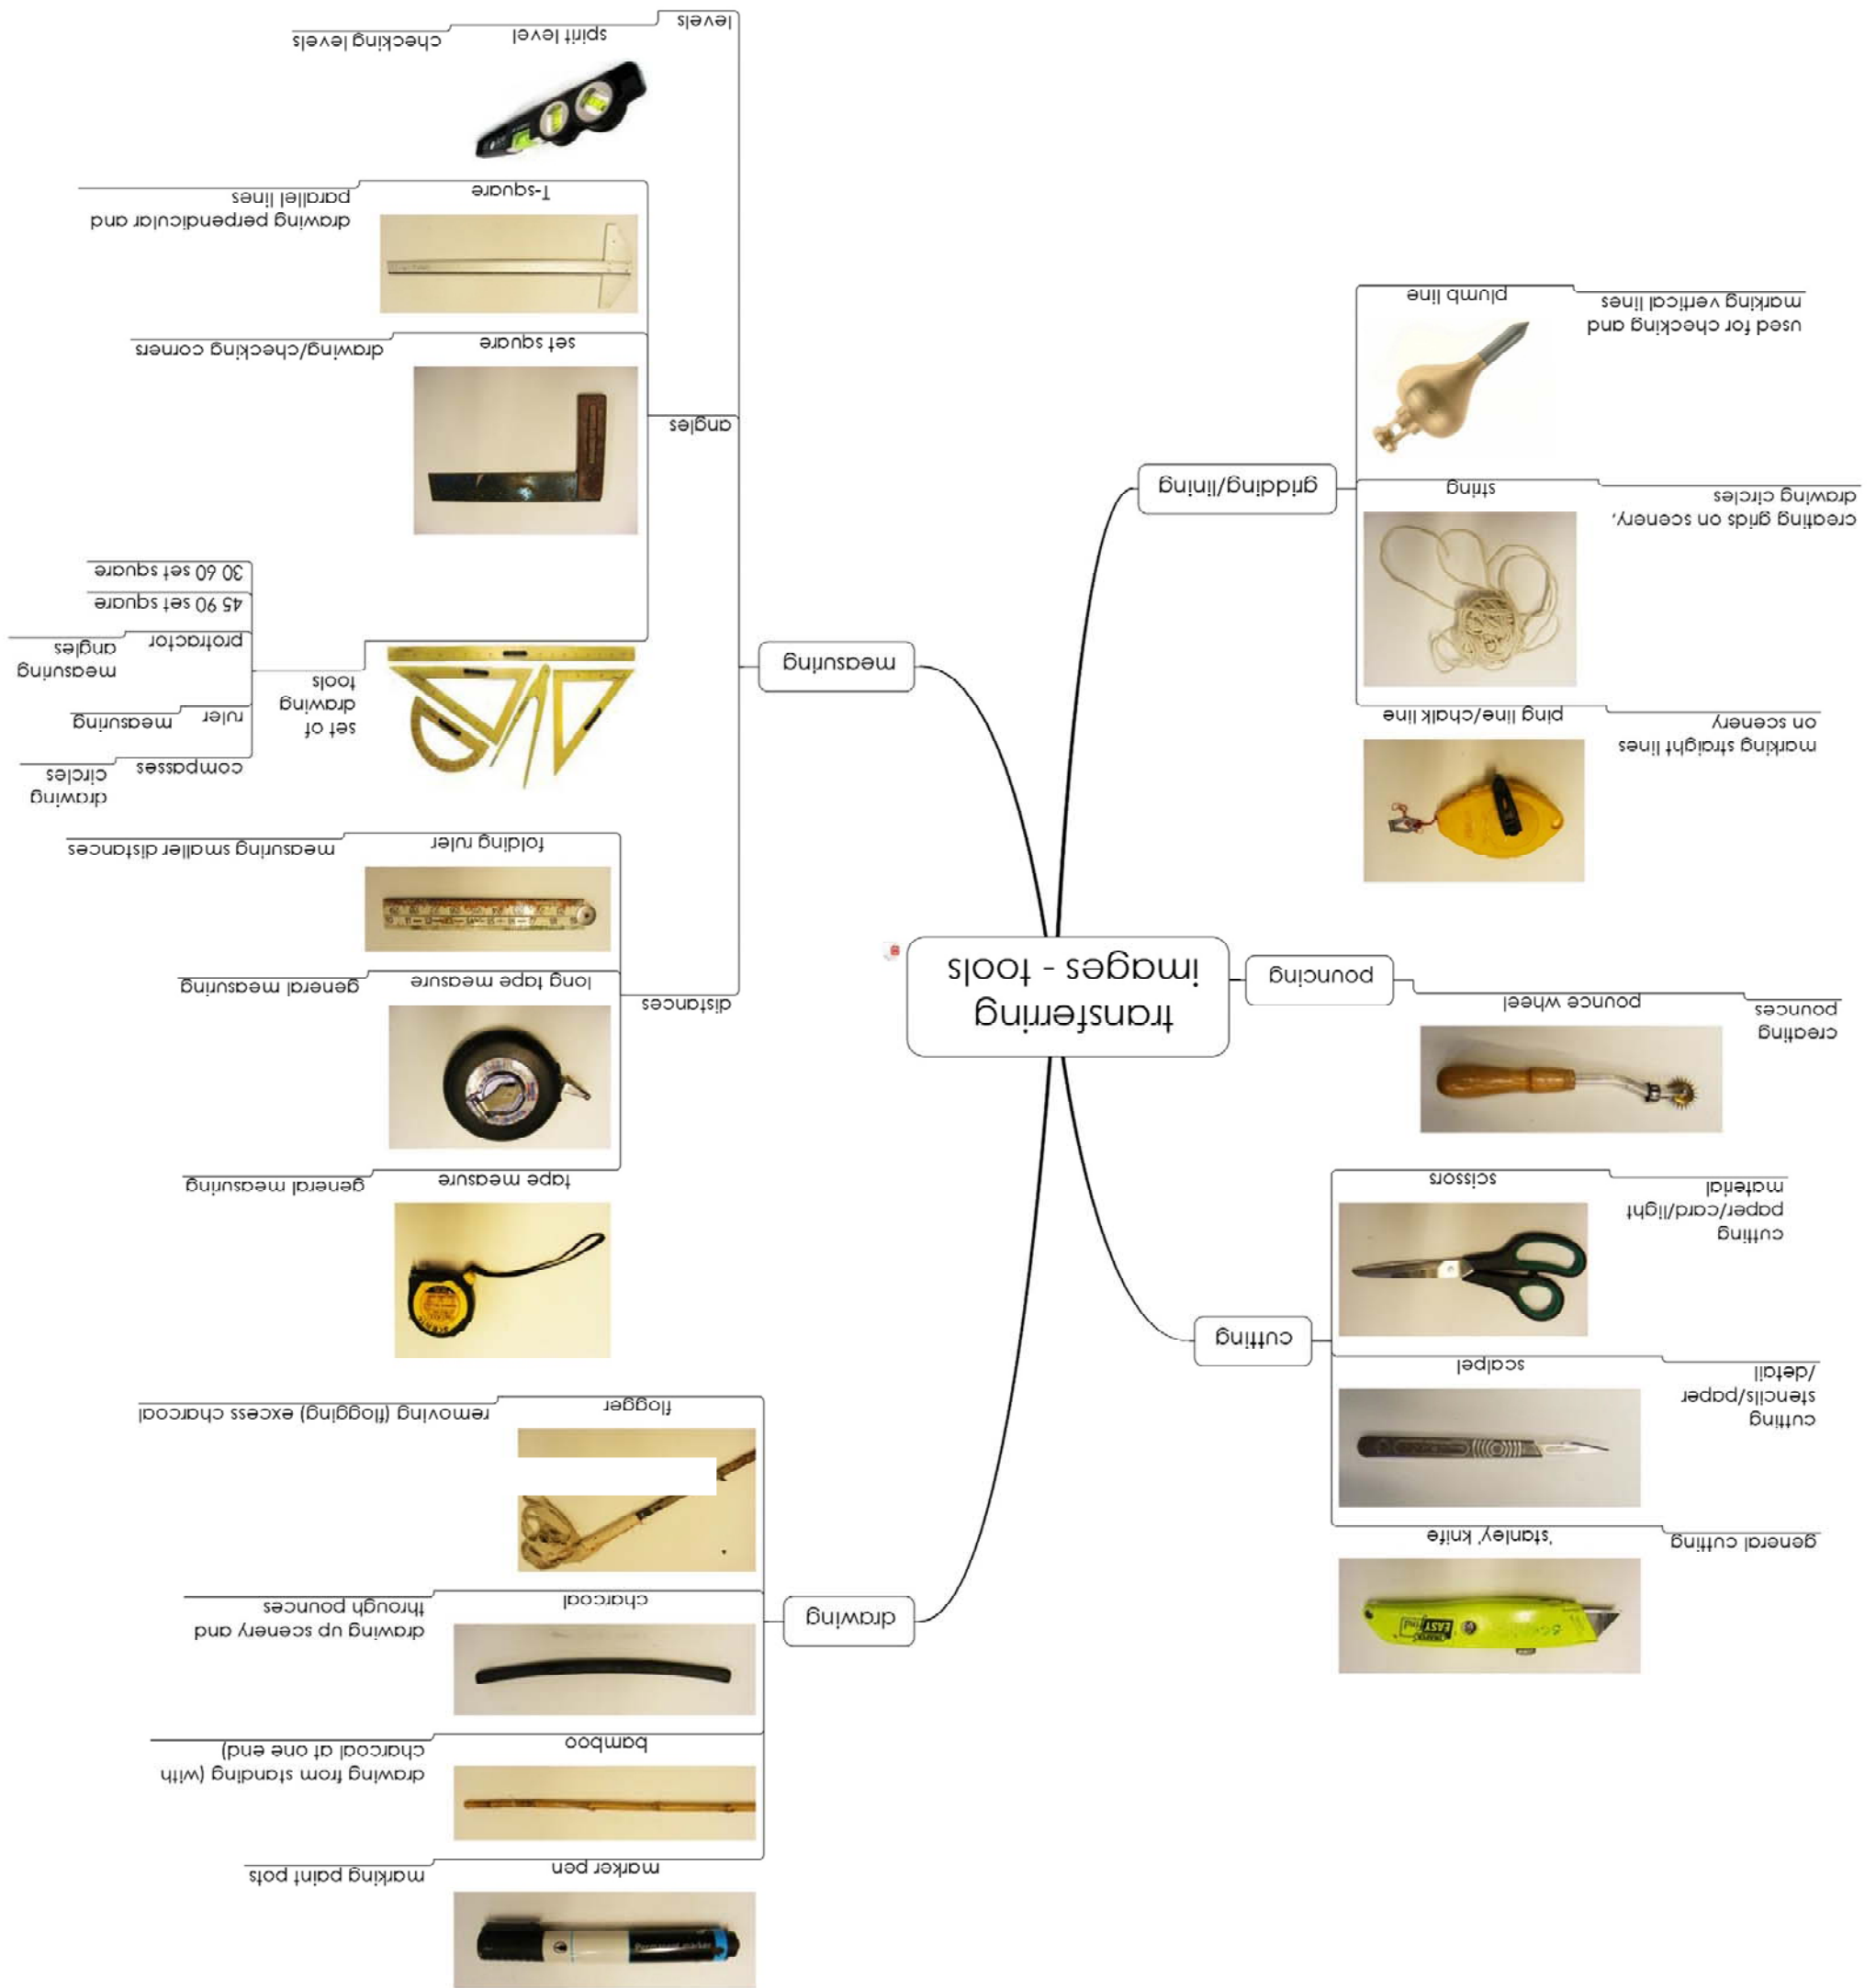 transferring
images - tools
drawing
Permanent marker
marker pen
marking paint pots
bamboo
drawing from standing (with
charcoal at one end)
charcoal
drawing up scenery and
through pounces
flogger
removing (flogging) excess charcoal
measuring
distances
tape measure
general measuring
long tape measure
general measuring
folding ruler
measuring smaller distances
angles
set of
drawing
tools
compasses
drawing
circles
ruler
measuring
protractor
measuring
angles
45 90 set square
30 60 set square
set square
drawing/checking corners
T-square
drawing perpendicular and
parallel lines
levels
spirit level
checking levels
cutting
'stanley' knife
general cutting
scalpel
cutting
stencils/paper
/detail
scissors
cutting
paper/card/light
material
pouncing
pounce wheel
creating
pounces
gridding/lining
ping line/chalk line
marking straight lines
on scenery
string
creating grids on scenery,
drawing circles
plumb line
used for checking and
marking vertical lines